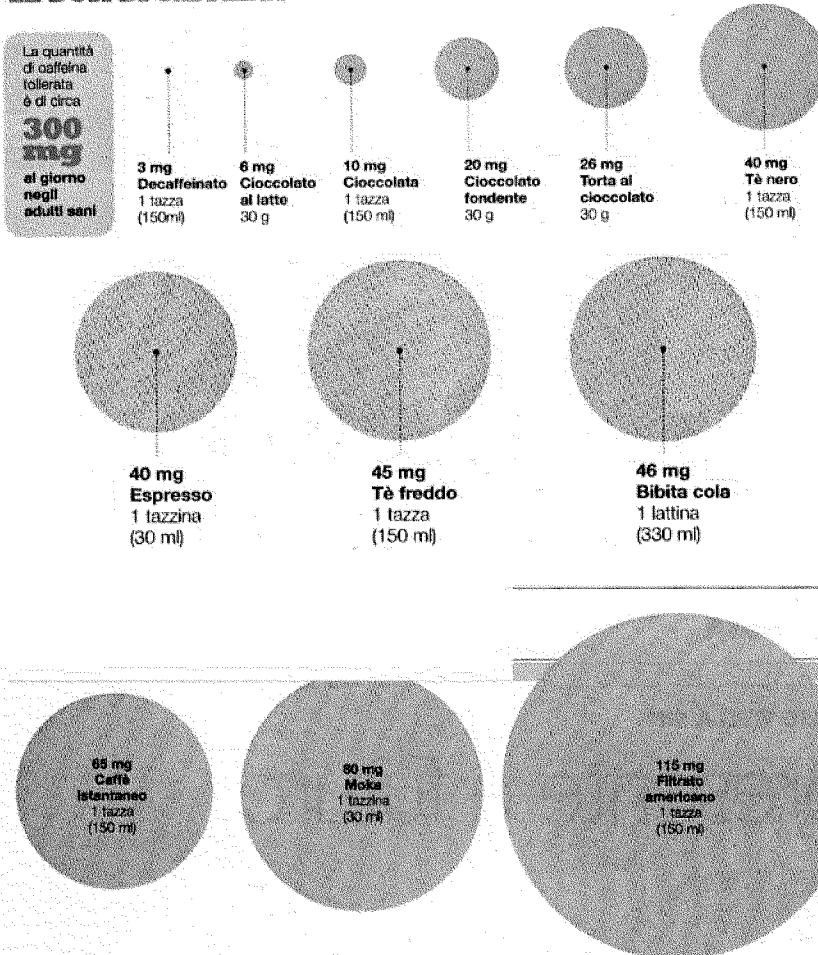 La quantità
di caffeina
tollerata
è di circa
300
mg
al giorno
negli
adulti sani
3 mg
Decaffeinato
1 tazza
(150ml)
6 mg
Cioccolato
al latte
30 g
10 mg
Cioccolata
1 tazza
(150 ml)
20 mg
Cioccolato
fondente
30 g
26 mg
Torta al
cioccolato
30 g
40 mg
Tè nero
1 tazza
(150 ml)
40 mg
Espresso
1 tazzina
(30 ml)
45 mg
Tè freddo
1 tazza
(150 ml)
46 mg
Bibita cola
1 lattina
(330 ml)
65 mg
Caffè
istantaneo
1 tazza
(150 ml)
80 mg
Moka
1 tazzina
(30 ml)
115 mg
Filtrato
americano
1 tazza
(150 ml)